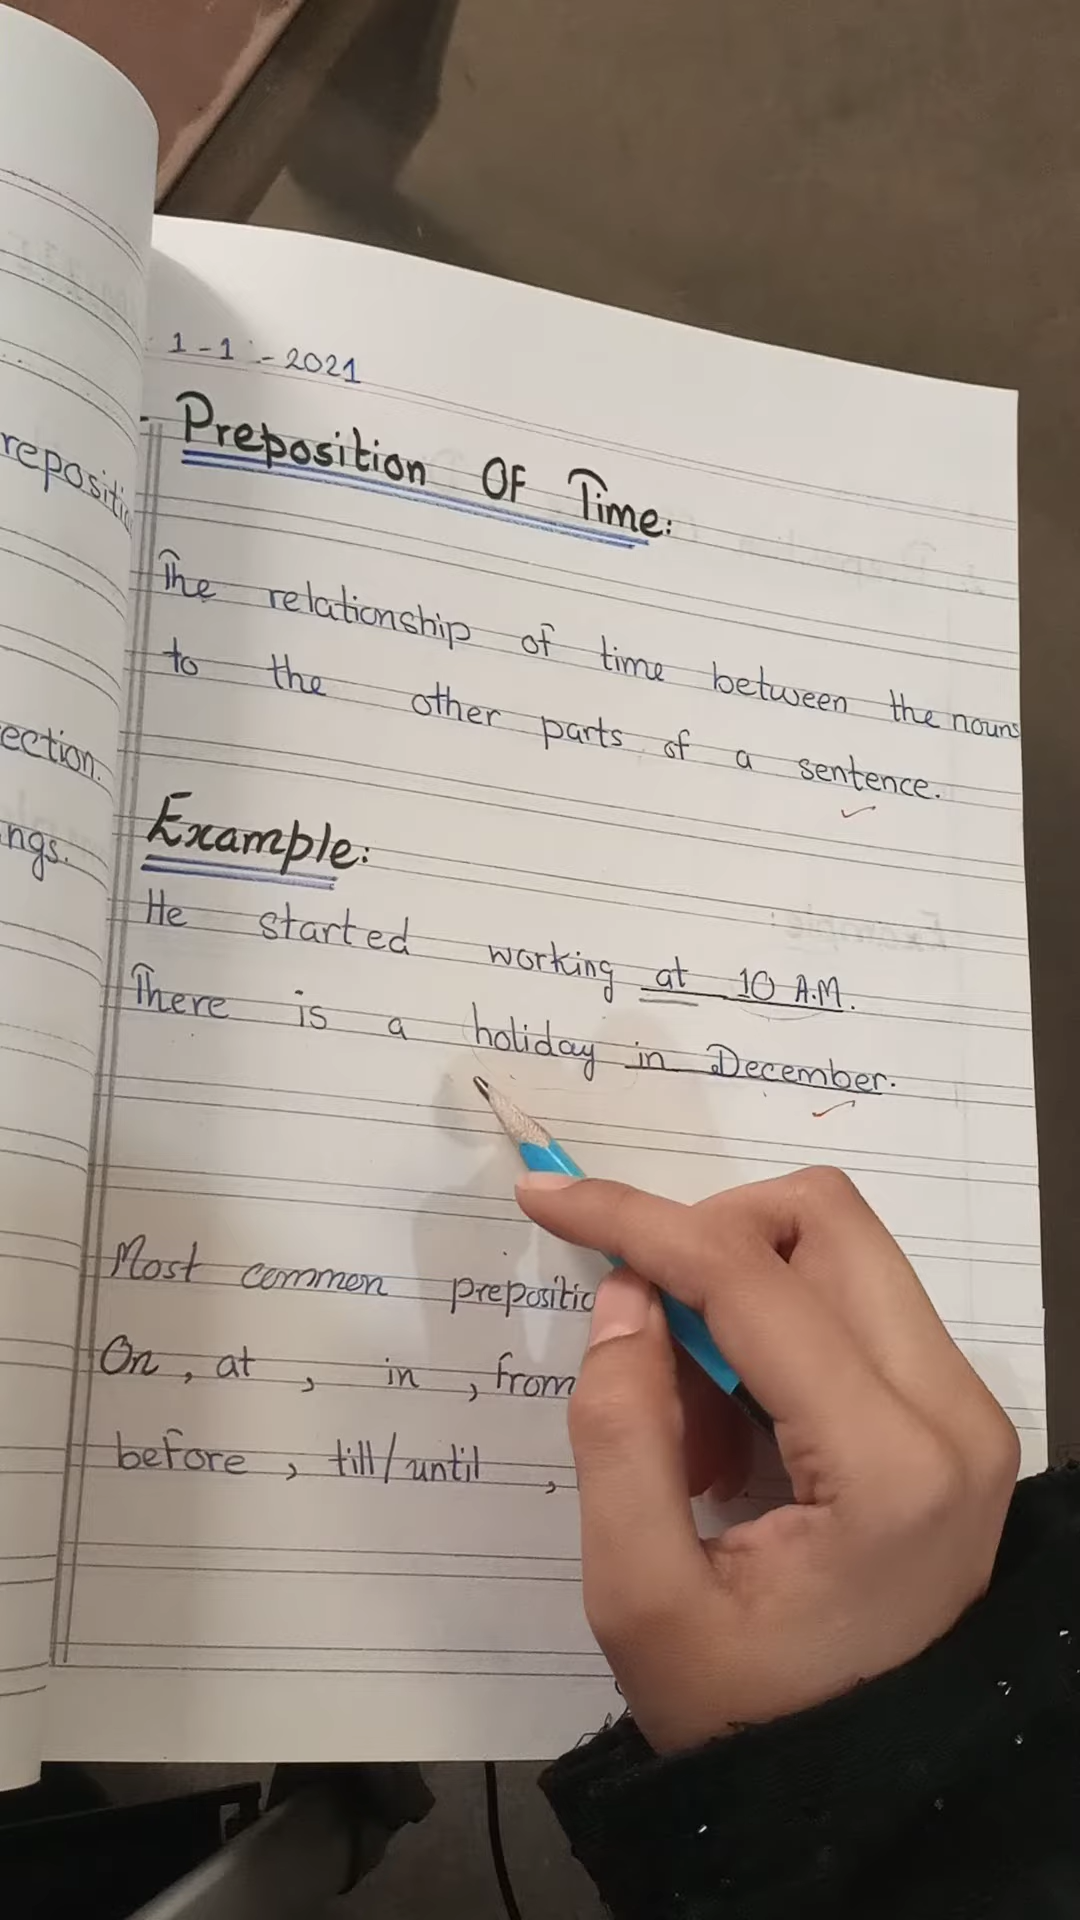 1-1-2021
Preposition OF Time:
The relationship of time between the nouns
to the other parts of a sentence.
Example:
He started working at 10 A.M.
There is a holiday in December.
Most common
On, at, in, From
before, till/until,
ection.
ngs.